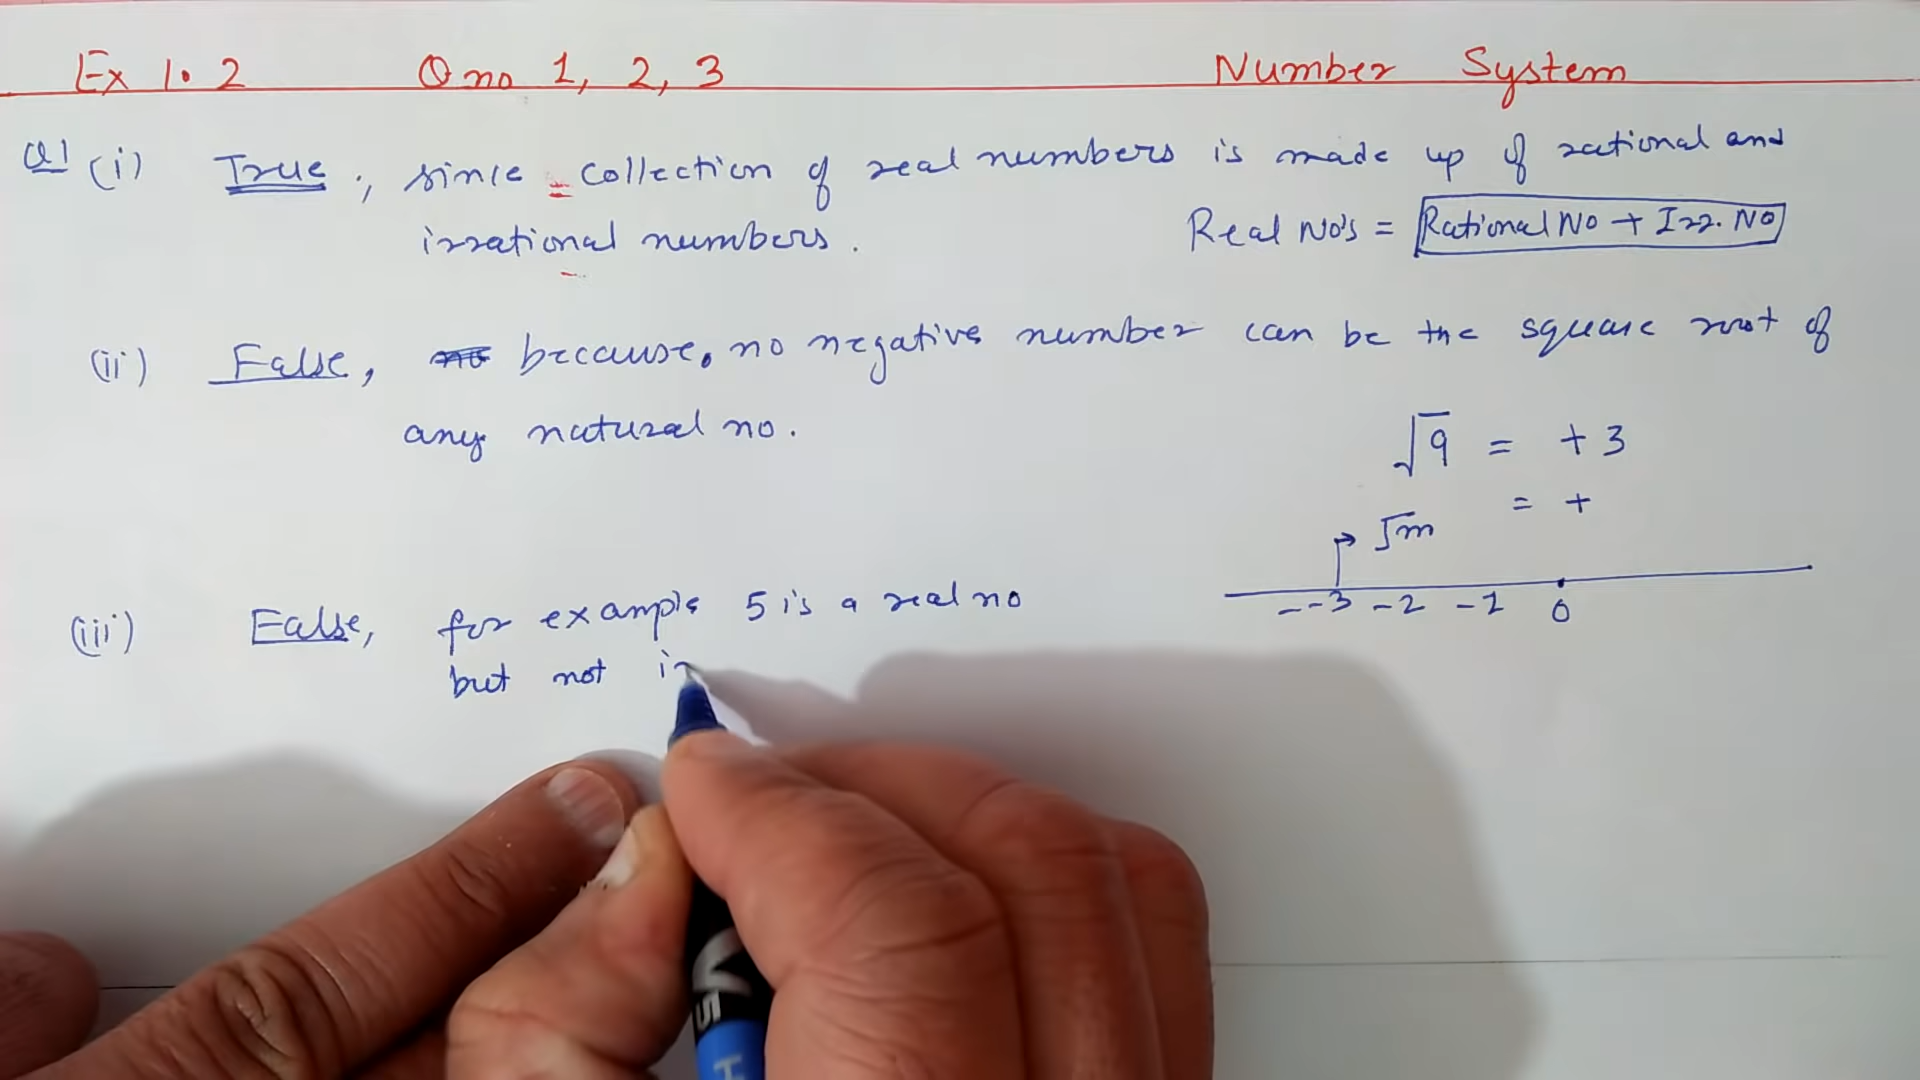 Ex 1.2 Q no 1, 2, 3 Number System
Q1 (i) True, since collection of real numbers is made up of rational and
irrational numbers.
Real No's = Rational No + Irr. No
(ii) False, because, no negative number can be the square root of
any natural no.
√9 = +3
= +
√m
--3 -2 -1 0
(iii) False, for example 5 is a real no
but not ir
V5
H